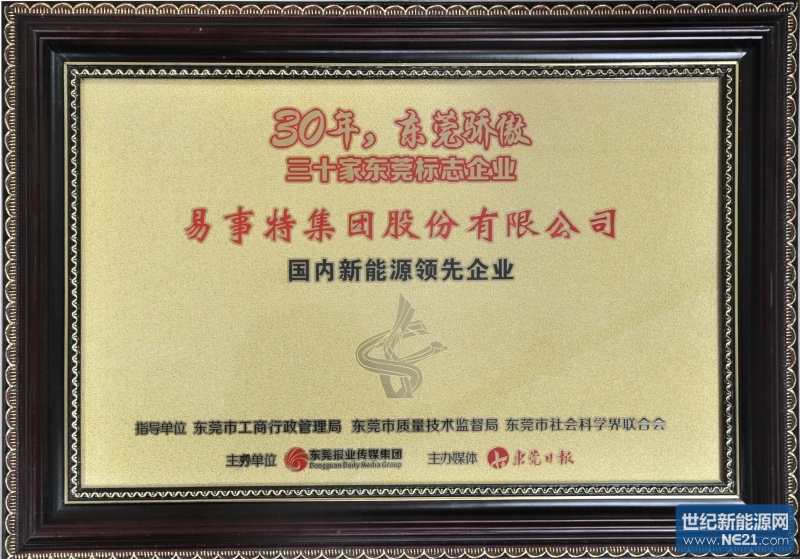 30年，东莞骄傲
三十家东莞标志企业
易事特集团股份有限公司
国内新能源领先企业
指导单位 东莞市工商行政管理局 东莞市质量技术监督局 东莞市社会科学界联合会
主办单位 东莞报业传媒集团 Dongguan Daily Media Group 主办媒体 东莞日报
世纪新能源网
www.NE21.com